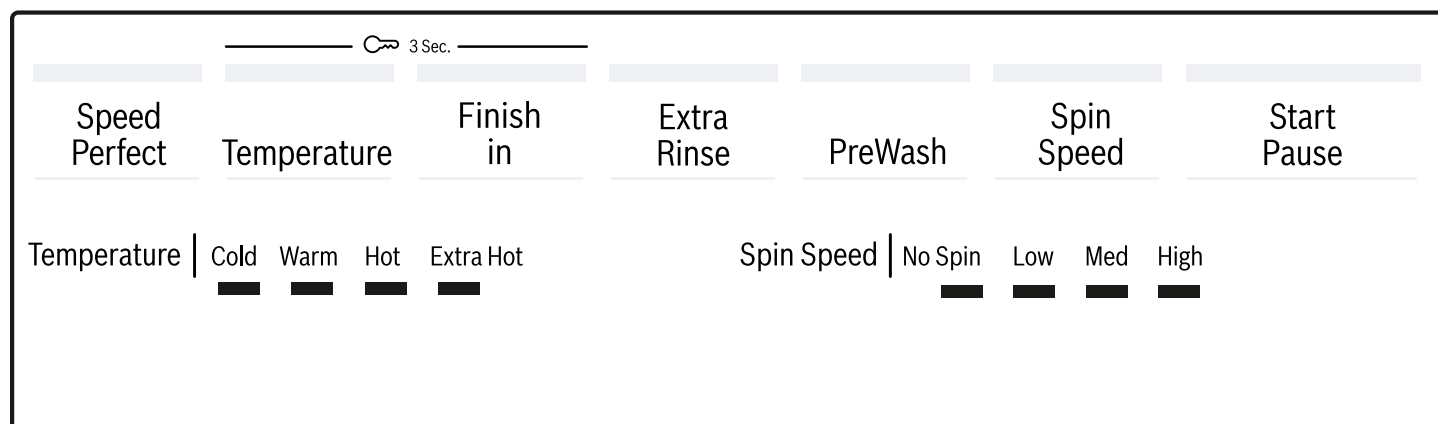 3 Sec.
Speed
Perfect
Temperature
Finish
in
Extra
Rinse
PreWash
Spin
Speed
Start
Pause
Temperature Cold Warm Hot Extra Hot
Spin Speed No Spin Low Med High